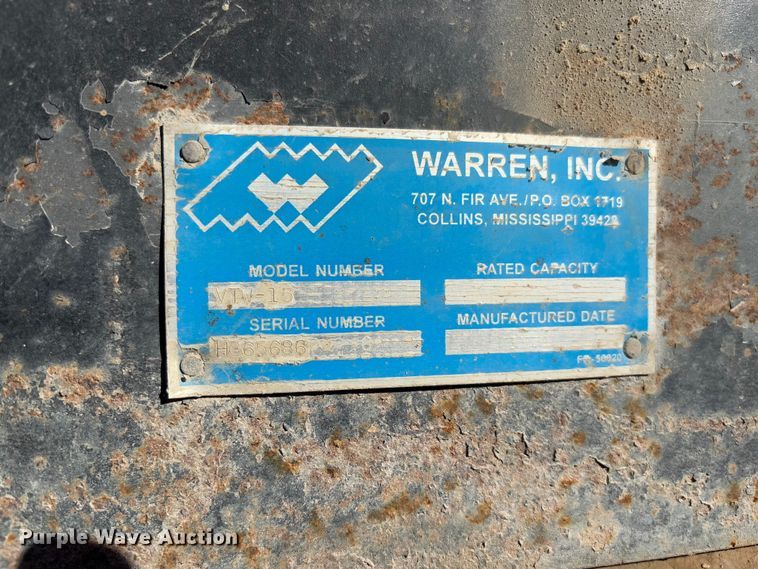 WARREN, INC.
707 N. FIR AVE./P.O. BOX 1719
COLLINS, MISSISSIPPI 39428
MODEL NUMBER
RATED CAPACITY
SERIAL NUMBER
MANUFACTURED DATE
Purple Wave Auction